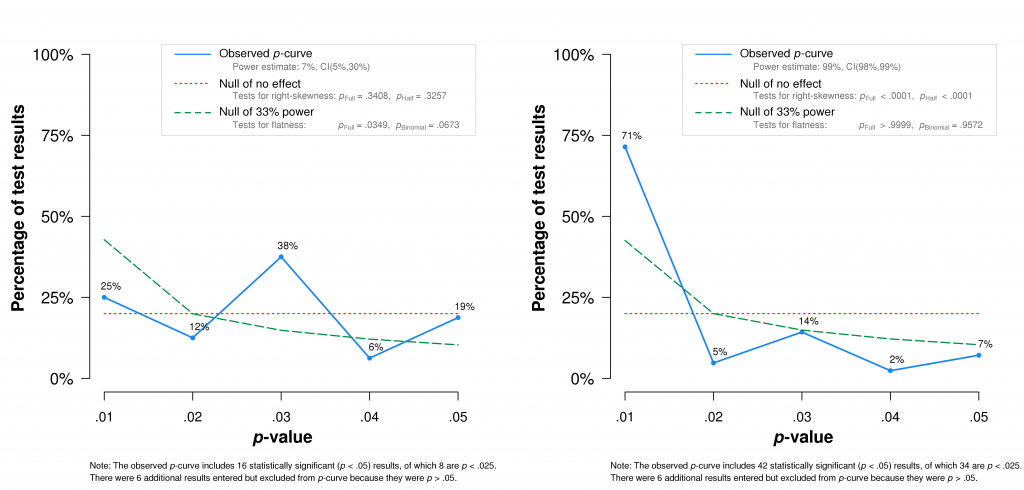 100%
75%
50%
25%
0%
Percentage of test results
Observed p-curve
Power estimate: 7%, CI(5%,30%)
Null of no effect
Tests for right-skewness: pFull = .3408, pHalf = .3257
Null of 33% power
Tests for flatness: pFull = .0349, pBinomial = .0673
25%
12%
38%
6%
19%
.01 .02 .03 .04 .05
p-value
Note: The observed p-curve includes 16 statistically significant (p < .05) results, of which 8 are p < .025.
There were 6 additional results entered but excluded from p-curve because they were p > .05.
100%
75%
50%
25%
0%
Percentage of test results
Observed p-curve
Power estimate: 99%, CI(98%,99%)
Null of no effect
Tests for right-skewness: pFull < .0001, pHalf < .0001
Null of 33% power
Tests for flatness: pFull > .9999, pBinomial = .9572
71%
5%
14%
2%
7%
.01 .02 .03 .04 .05
p-value
Note: The observed p-curve includes 42 statistically significant (p < .05) results, of which 34 are p < .025.
There were 6 additional results entered but excluded from p-curve because they were p > .05.